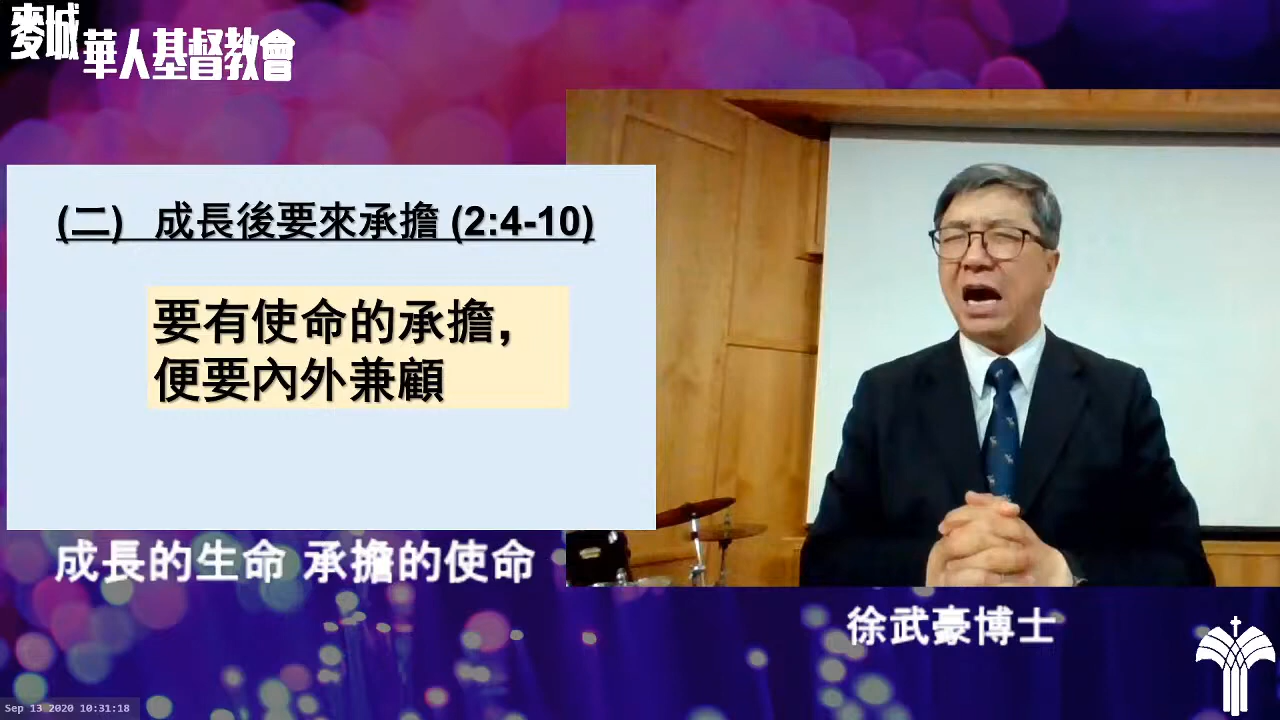 麥城
華人基督教會
(二) 成長後要來承擔 (2:4-10)
要有使命的承擔,
便要內外兼顧
成長的生命 承擔的使命
徐武豪博士
Sep 13 2020 10:31:18